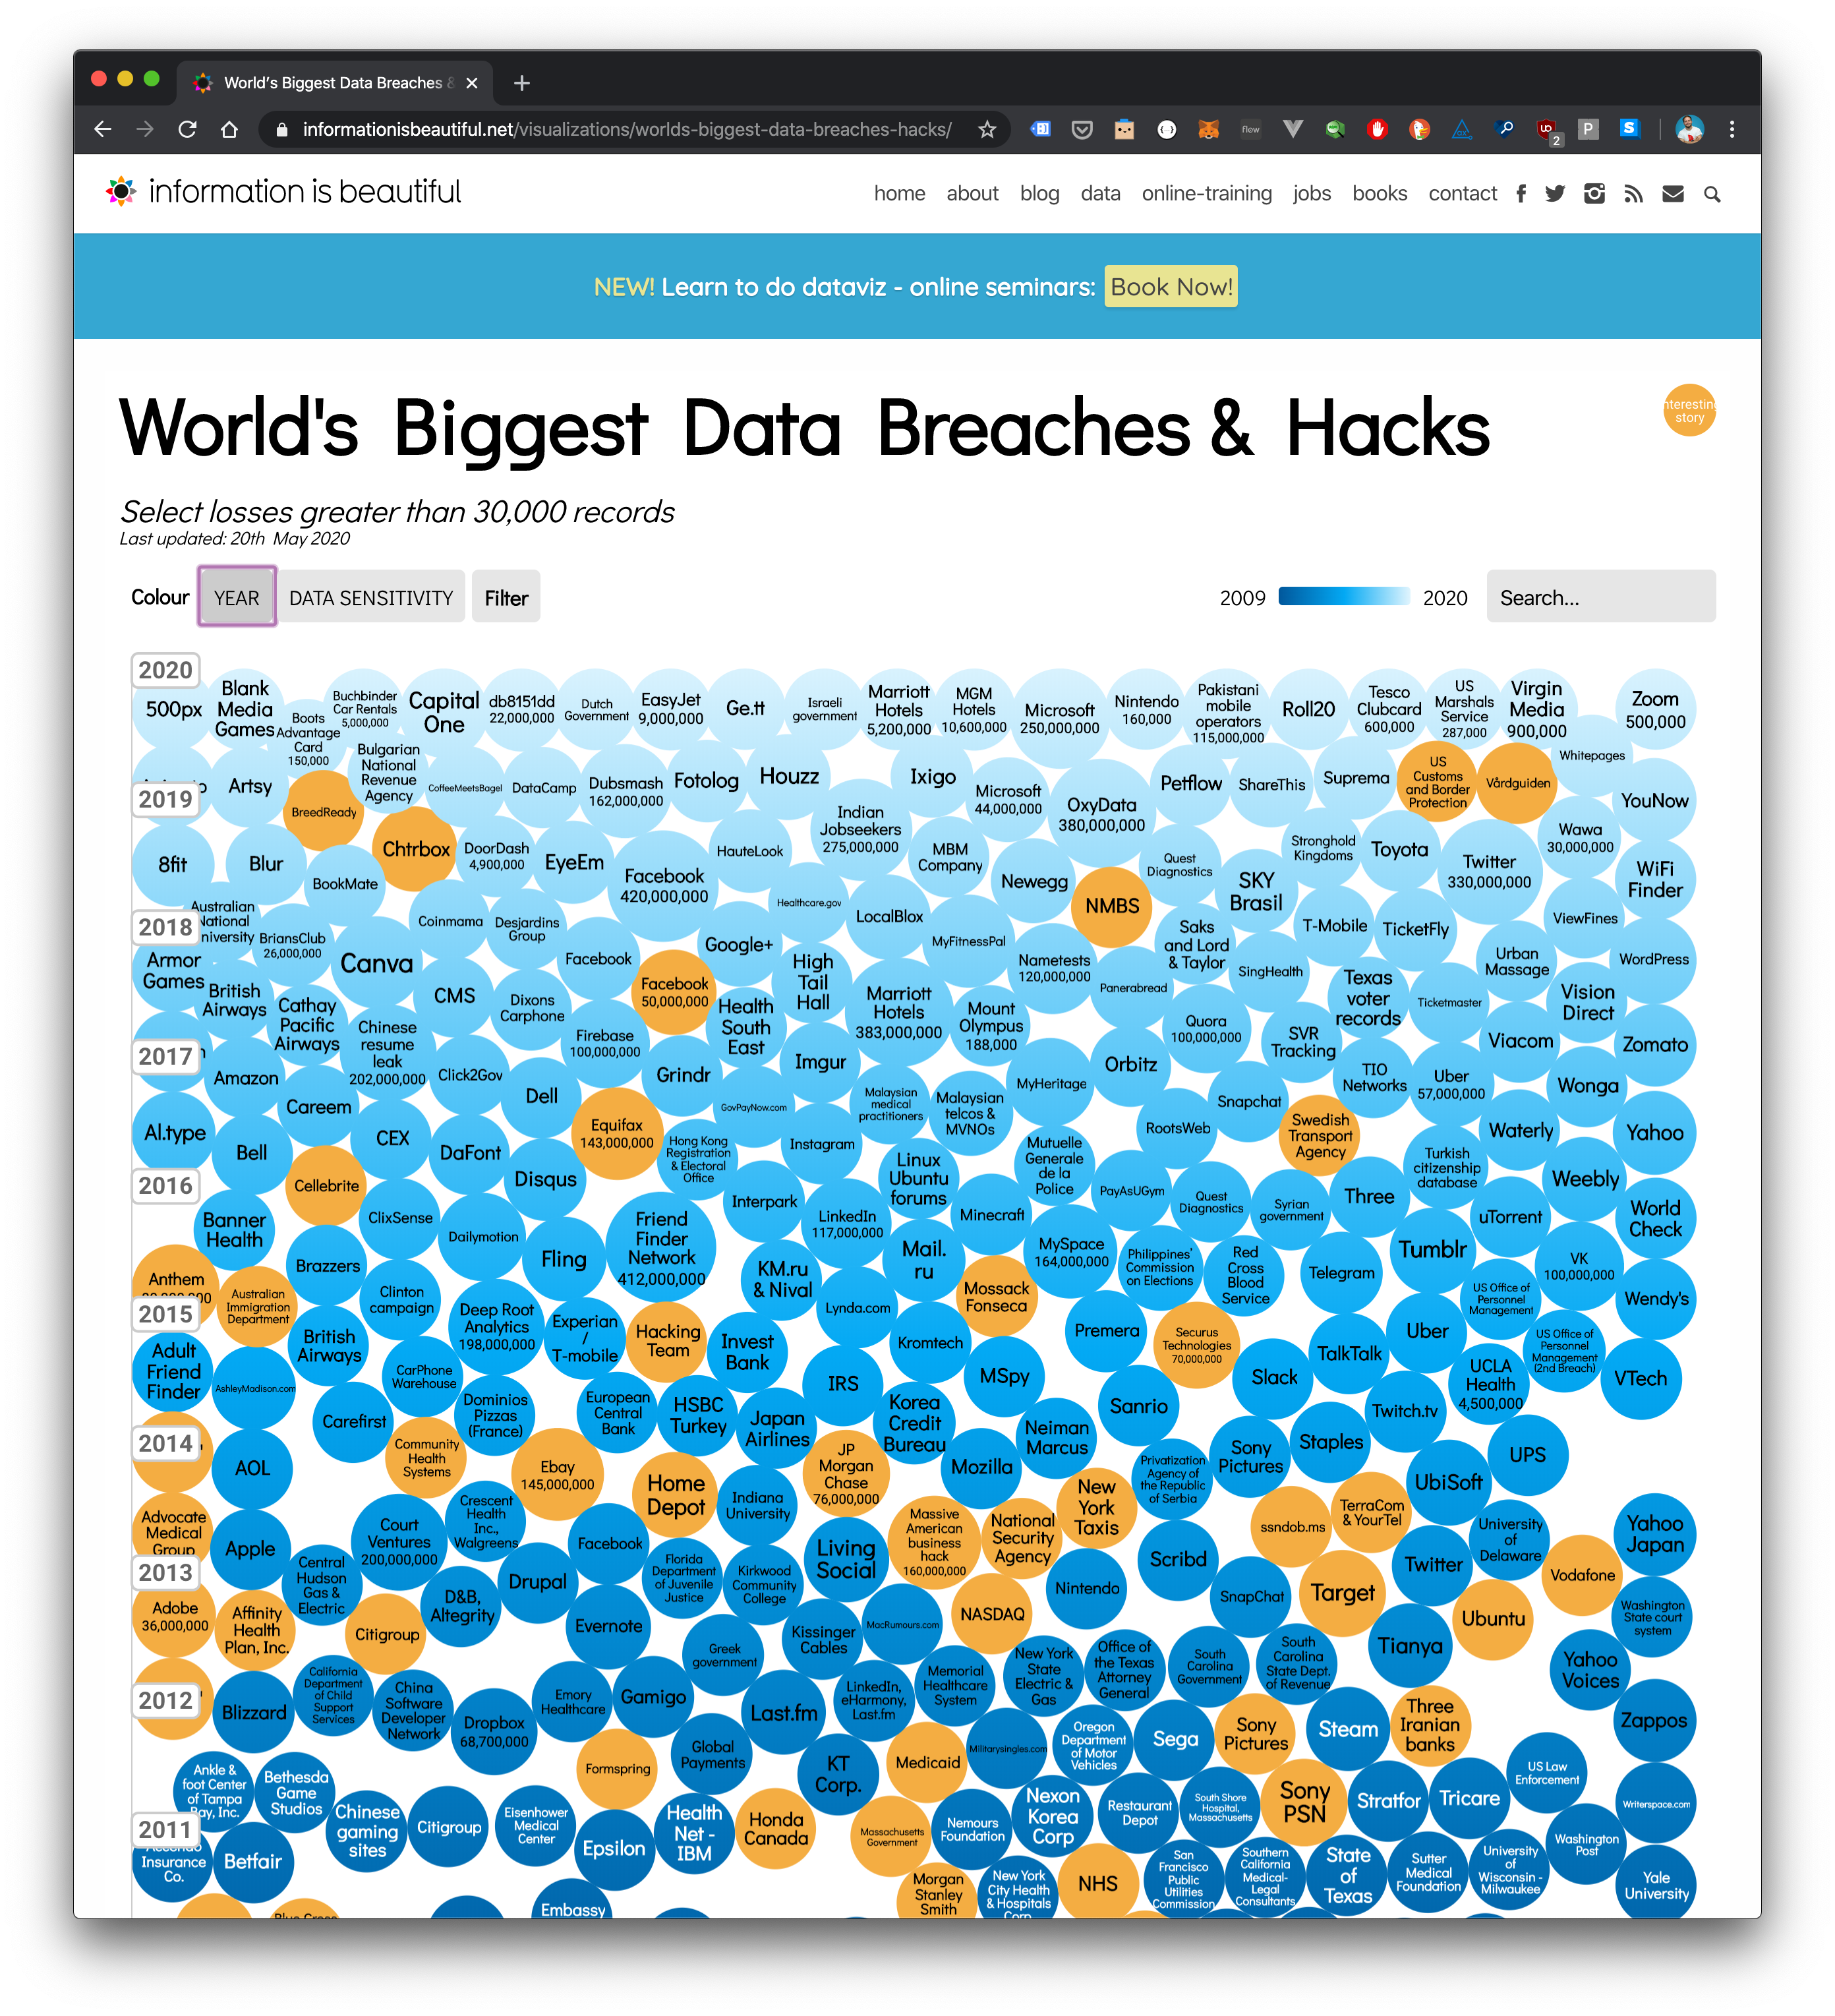 World's Biggest Data Breaches &
informationisbeautiful.net/visualizations/worlds-biggest-data-breaches-hacks/
flow
2
P
S
information is beautiful
home about blog data online-training jobs books contact
NEW! Learn to do dataviz - online seminars: Book Now!
World's Biggest Data Breaches & Hacks
nteresting
story
Select losses greater than 30,000 records
Last updated: 20th May 2020
Colour YEAR DATA SENSITIVITY Filter
2009 2020 Search...
2020
500px
Blank
Media
Games
Boots
Advantage
Card
150,000
Buchbinder
Car Rentals
5,000,000
Capital
One
db8151dd
22,000,000
Dutch
Government
EasyJet
9,000,000
Ge.tt
Israeli
government
Marriott
Hotels
5,200,000
MGM
Hotels
10,600,000
Microsoft
250,000,000
Nintendo
160,000
Pakistani
mobile
operators
115,000,000
Roll20
Tesco
Clubcard
600,000
US
Marshals
Service
287,000
Virgin
Media
900,000
Zoom
500,000
2019
Artsy
BreedReady
Bulgarian
National
Revenue
Agency
CoffeeMeetsBagel
DataCamp
Dubsmash
162,000,000
Fotolog
Houzz
Indian
Jobseekers
275,000,000
Ixigo
Microsoft
44,000,000
OxyData
380,000,000
Petflow
ShareThis
Suprema
US
Customs
and Border
Protection
Vårdguiden
Whitepages
YouNow
8fit
Blur
BookMate
Chtrbox
DoorDash
4,900,000
EyeEm
Facebook
420,000,000
HauteLook
Healthcare.gov
LocalBlox
MBM
Company
Newegg
NMBS
Quest
Diagnostics
SKY
Brasil
Stronghold
Kingdoms
Toyota
Twitter
330,000,000
Wawa
30,000,000
WiFi
Finder
2018
Australian
National
University
BriansClub
26,000,000
Canva
Coinmama
Desjardins
Group
Facebook
Google+
MyFitnessPal
Nametests
120,000,000
Saks
and Lord
& Taylor
T-Mobile
TicketFly
ViewFines
Urban
Massage
WordPress
Armor
Games
British
Airways
Cathay
Pacific
Airways
Chinese
resume
leak
202,000,000
CMS
Dixons
Carphone
Firebase
100,000,000
Facebook
50,000,000
Health
South
East
High
Tail
Hall
Marriott
Hotels
383,000,000
Mount
Olympus
188,000
Panerabread
SingHealth
Quora
100,000,000
Texas
voter
records
Ticketmaster
Vision
Direct
2017
Amazon
Careem
Click2Gov
Dell
Grindr
GovPayNow.com
Imgur
Malaysian
medical
practitioners
Malaysian
telcos &
MVNOs
MyHeritage
Orbitz
SVR
Tracking
Snapchat
TIO
Networks
Uber
57,000,000
Viacom
Wonga
Zomato
Al.type
Bell
CEX
DaFont
Disqus
Equifax
143,000,000
Hong Kong
Registration
& Electoral
Office
Instagram
Linux
Ubuntu
forums
Mutuelle
Generale
de la
Police
RootsWeb
Swedish
Transport
Agency
Turkish
citizenship
database
Waterly
Weebly
Yahoo
2016
Banner
Health
Cellebrite
ClixSense
Dailymotion
Fling
Friend
Finder
Network
412,000,000
Interpark
KM.ru
& Nival
LinkedIn
117,000,000
Mail.
ru
Minecraft
MySpace
164,000,000
PayAsUGym
Philippines'
Commission
on Elections
Quest
Diagnostics
Red
Cross
Blood
Service
Syrian
government
Three
Telegram
Tumblr
uTorrent
VK
100,000,000
World
Check
Wendy's
Anthem
Australian
Immigration
Department
Brazzers
Clinton
campaign
Deep Root
Analytics
198,000,000
Experian
/
T-mobile
Hacking
Team
Invest
Bank
Lynda.com
Kromtech
Mossack
Fonseca
Premera
Securus
Technologies
70,000,000
TalkTalk
Uber
US Office of
Personnel
Management
US Office of
Personnel
Management
(2nd Breach)
2015
Adult
Friend
Finder
AshleyMadison.com
British
Airways
Carefirst
CarPhone
Warehouse
Dominios
Pizzas
(France)
European
Central
Bank
HSBC
Turkey
Japan
Airlines
IRS
Korea
Credit
Bureau
MSpy
Neiman
Marcus
Sanrio
Slack
Twitch.tv
UCLA
Health
4,500,000
VTech
2014
AOL
Community
Health
Systems
Ebay
145,000,000
Home
Depot
Indiana
University
JP
Morgan
Chase
76,000,000
Mozilla
New
York
Taxis
Privatization
Agency of
the Republic
of Serbia
Sony
Pictures
Staples
UbiSoft
UPS
Advocate
Medical
Group
Apple
Central
Hudson
Gas &
Electric
Court
Ventures
200,000,000
Crescent
Health
Inc.,
Walgreens
D&B,
Altegrity
Drupal
Facebook
Florida
Department
of Juvenile
Justice
Kirkwood
Community
College
Living
Social
Massive
American
business
hack
160,000,000
National
Security
Agency
Nintendo
Scribd
ssndob.ms
SnapChat
TerraCom
& YourTel
Target
Twitter
University
of
Delaware
Vodafone
Yahoo
Japan
2013
Adobe
36,000,000
Affinity
Health
Plan, Inc.
Citigroup
Evernote
Greek
government
Kissinger
Cables
MacRumours.com
NASDAQ
New York
State
Electric &
Gas
Office of
the Texas
Attorney
General
South
Carolina
Government
South
Carolina
State Dept.
of Revenue
Tianya
Ubuntu
Washington
State court
system
Yahoo
Voices
2012
Blizzard
California
Department
of Child
Support
Services
China
Software
Developer
Network
Dropbox
68,700,000
Emory
Healthcare
Formspring
Gamigo
Global
Payments
Last.fm
KT
Corp.
LinkedIn,
eHarmony,
Last.fm
Medicaid
Memorial
Healthcare
System
Militarysingles.com
Oregon
Department
of Motor
Vehicles
Sega
Sony
Pictures
Steam
Three
Iranian
banks
US Law
Enforcement
Zappos
Ankle &
foot Center
of Tampa
Bay, Inc.
Bethesda
Game
Studios
Chinese
gaming
sites
Citigroup
Eisenhower
Medical
Center
Epsilon
Health
Net -
IBM
Honda
Canada
Massachusetts
Government
Nemours
Foundation
Nexon
Korea
Corp
Restaurant
Depot
South Shore
Hospital,
Massachusetts
Sony
PSN
Stratfor
Tricare
Washington
Post
Writerspace.com
2011
Insurance
Co.
Betfair
Embassy
Morgan
Stanley
Smith
New York
City Health
& Hospitals
Corp.
NHS
San
Francisco
Public
Utilities
Commission
Southern
California
Medical-
Legal
Consultants
State
of
Texas
Sutter
Medical
Foundation
University
of
Wisconsin -
Milwaukee
Yale
University